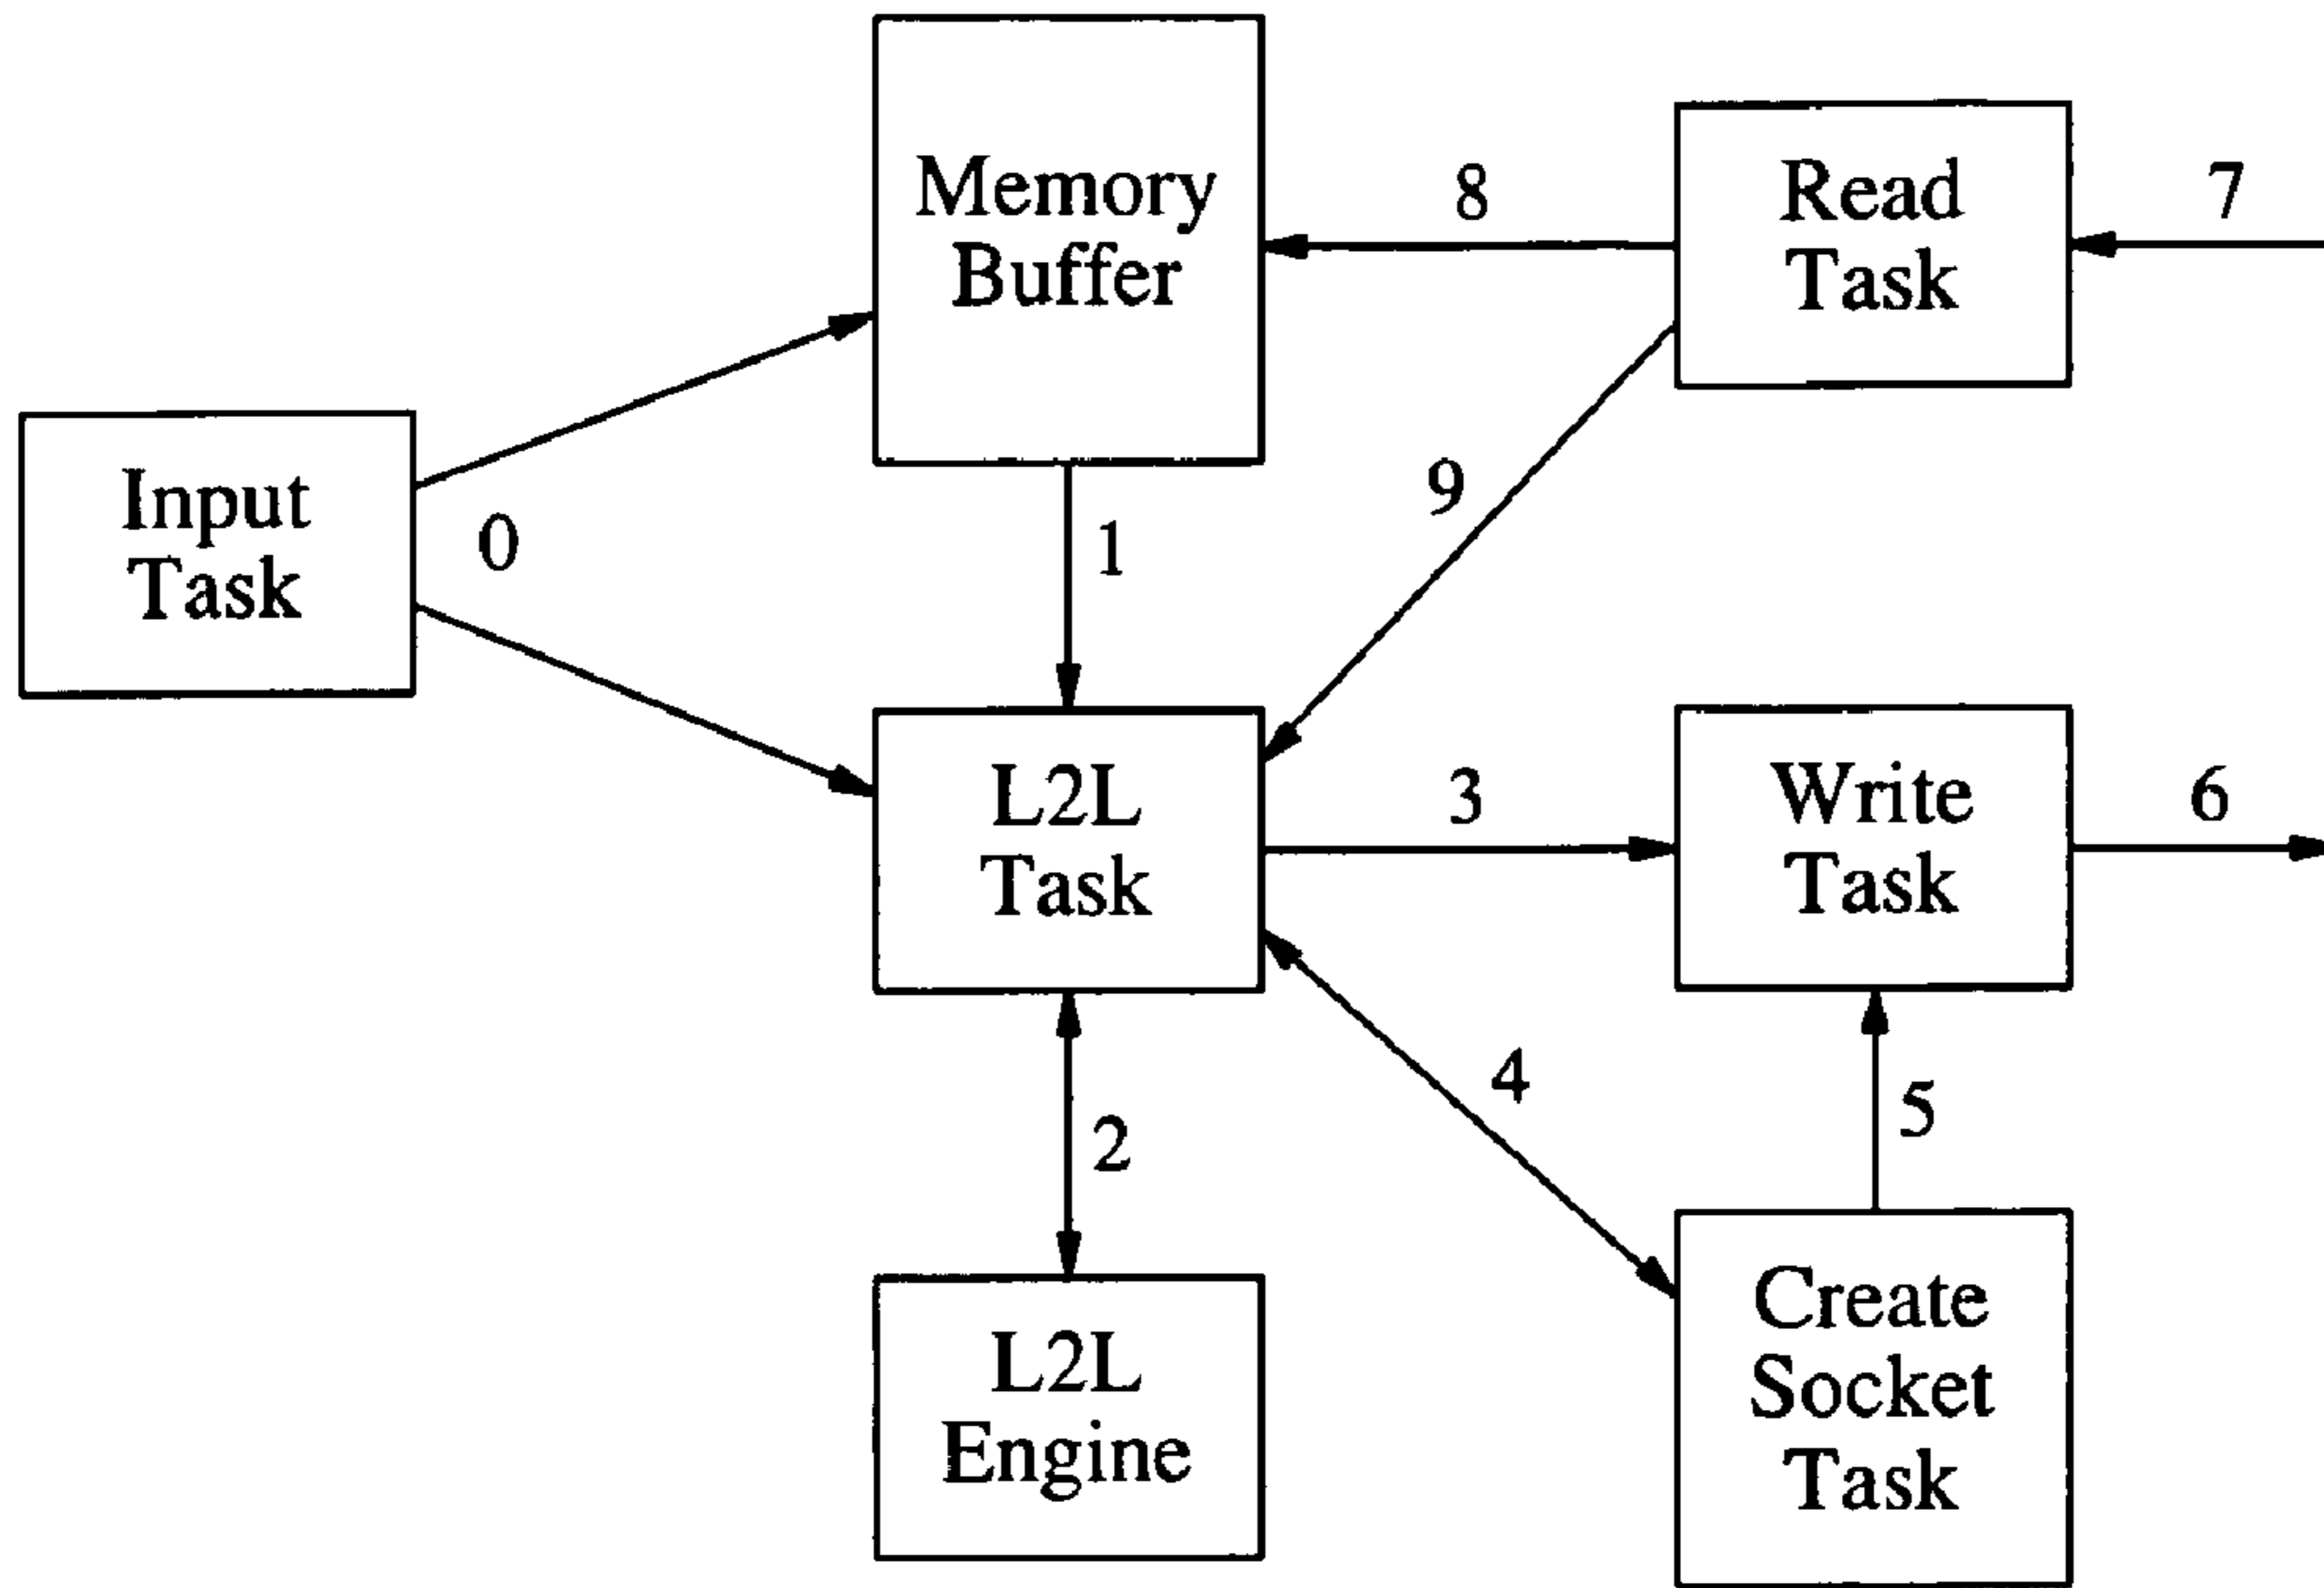 Memory
Buffer
8
Read
Task
7
Input
Task
0
1
9
L2L
Task
3
Write
Task
6
2
4
5
L2L
Engine
Create
Socket
Task